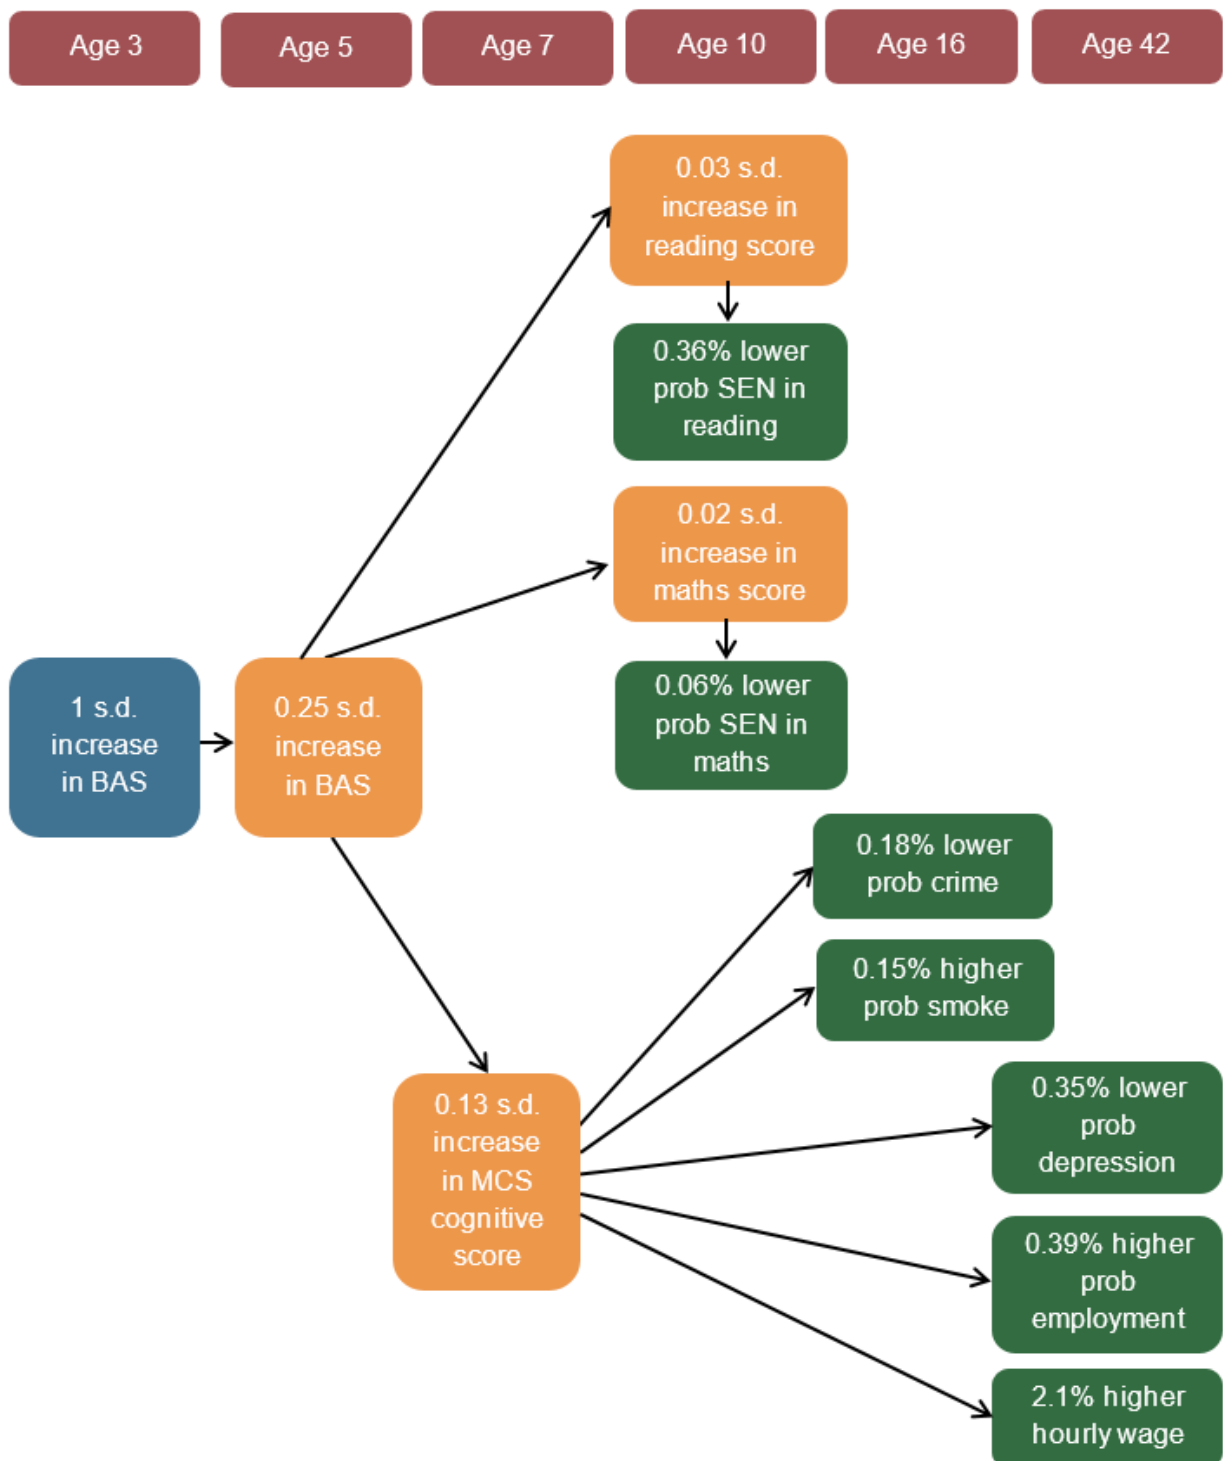 Age 3
Age 5
Age 7
Age 10
Age 16
Age 42
0.03 s.d.
increase in
reading score
0.36% lower
prob SEN in
reading
0.02 s.d.
increase in
maths score
0.06% lower
prob SEN in
maths
1 s.d.
increase
in BAS
0.25 s.d.
increase
in BAS
0.18% lower
prob crime
0.15% higher
prob smoke
0.13 s.d.
increase
in MCS
cognitive
score
0.35% lower
prob
depression
0.39% higher
prob
employment
2.1% higher
hourly wage